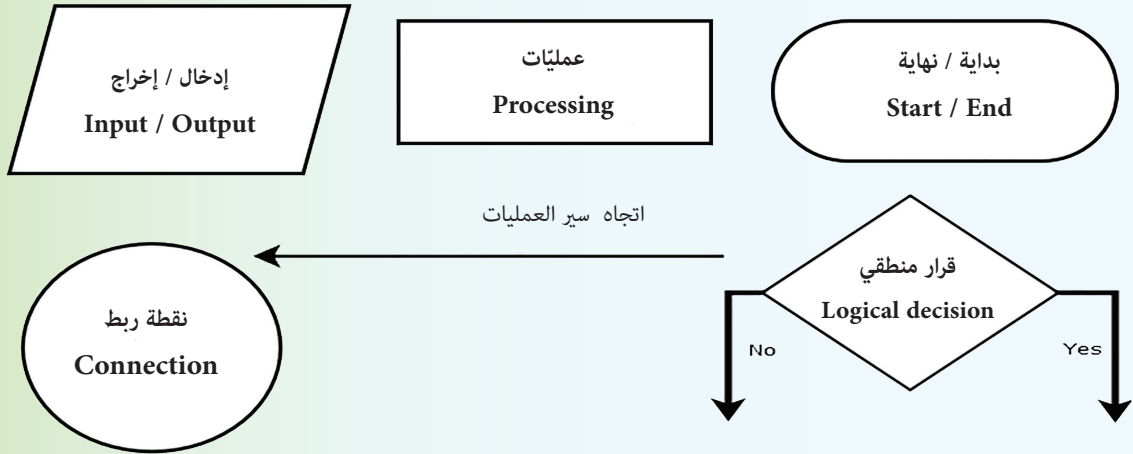 بداية / نهاية
Start / End
عمليّات
Processing
إدخال / إخراج
Input / Output
اتجاه سير العمليات
قرار منطقي
Logical decision
Yes
No
نقطة ربط
Connection